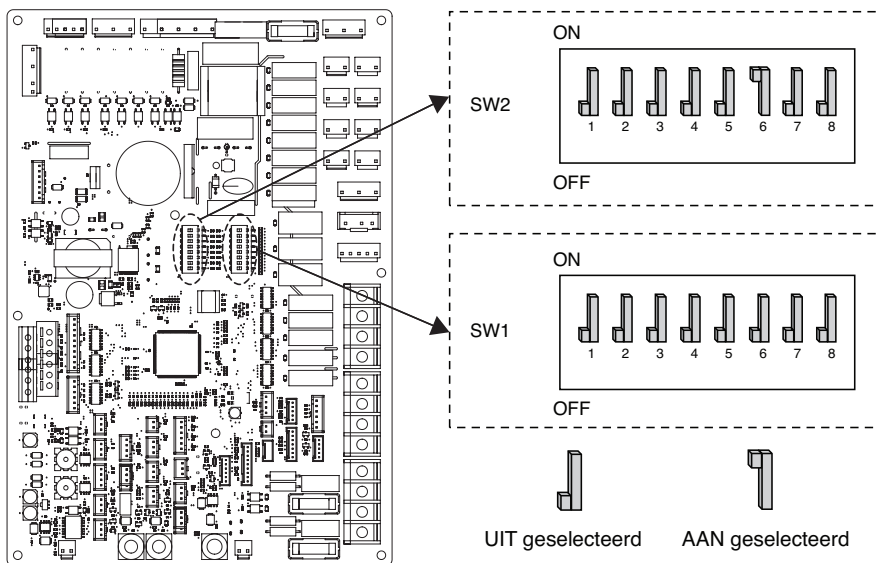 ON
SW2
1 2 3 4 5 6 7 8
OFF
ON
SW1
1 2 3 4 5 6 7 8
OFF
UIT geselecteerd
AAN geselecteerd